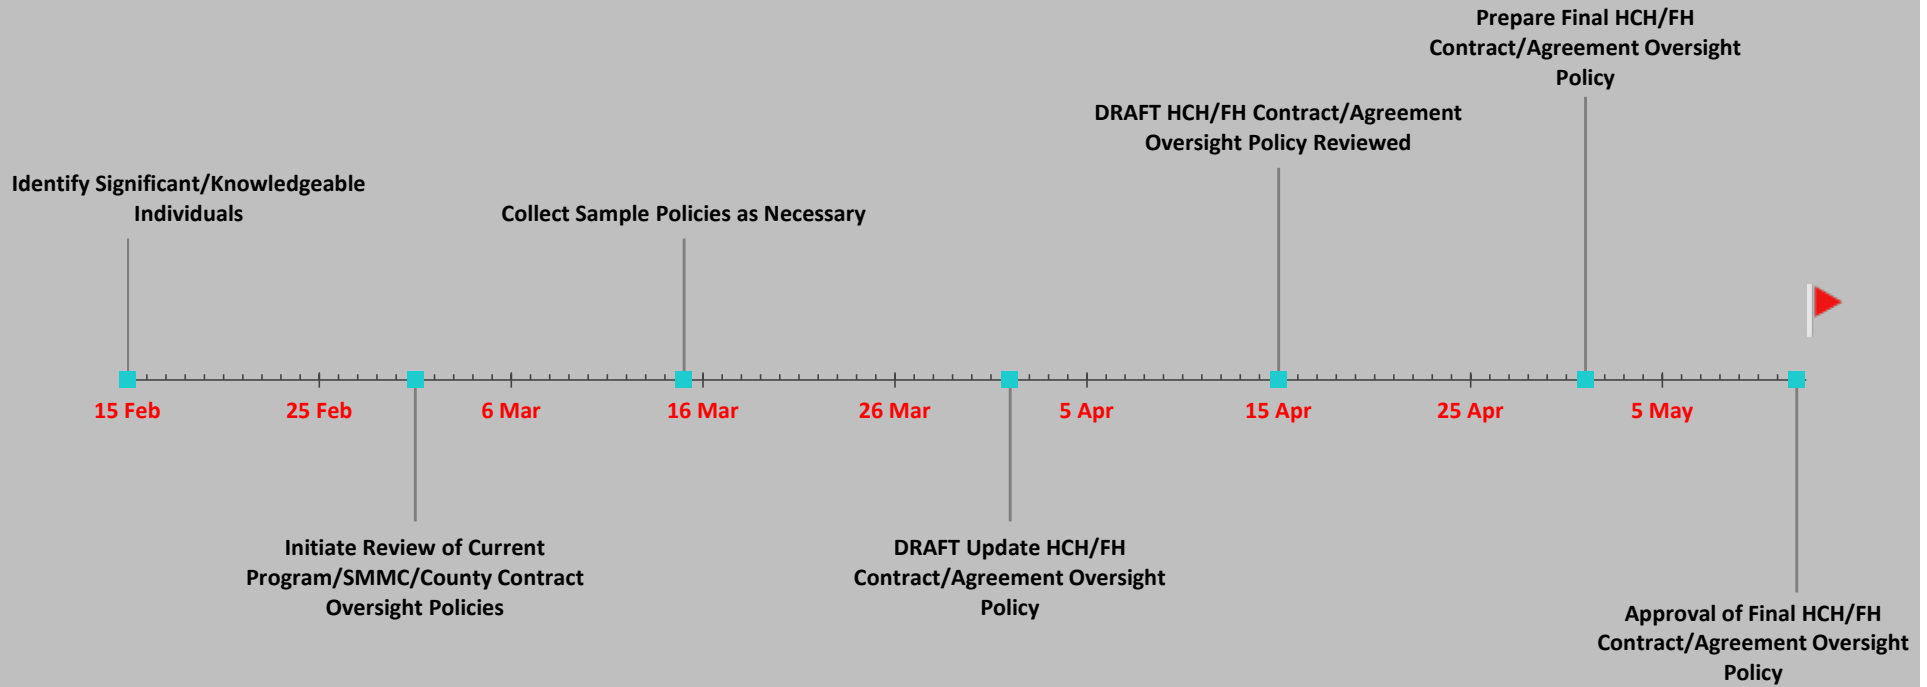 Prepare Final HCH/FH
Contract/Agreement Oversight
Policy
DRAFT HCH/FH Contract/Agreement
Oversight Policy Reviewed
Identify Significant/Knowledgeable
Individuals
Collect Sample Policies as Necessary
15 Feb
25 Feb
6 Mar
16 Mar
26 Mar
5 Apr
15 Apr
25 Apr
5 May
Initiate Review of Current
Program/SMMC/County Contract
Oversight Policies
DRAFT Update HCH/FH
Contract/Agreement Oversight
Policy
Approval of Final HCH/FH
Contract/Agreement Oversight
Policy